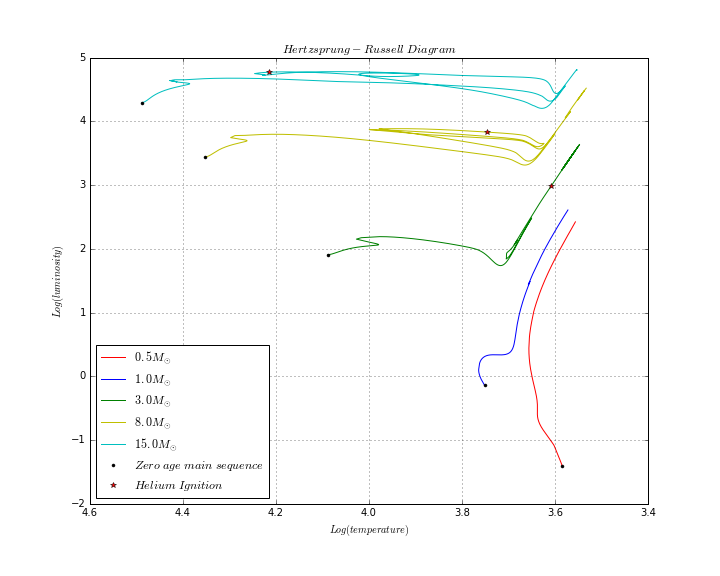 Hertzsprung − Russell Diagram
5
4
3
2
1
0
−1
−2
Log(luminosity)
0.5M☉
1.0M☉
3.0M☉
8.0M☉
15.0M☉
Zero age main sequence
Helium Ignition
4.6 4.4 4.2 4.0 3.8 3.6 3.4
Log(temperature)